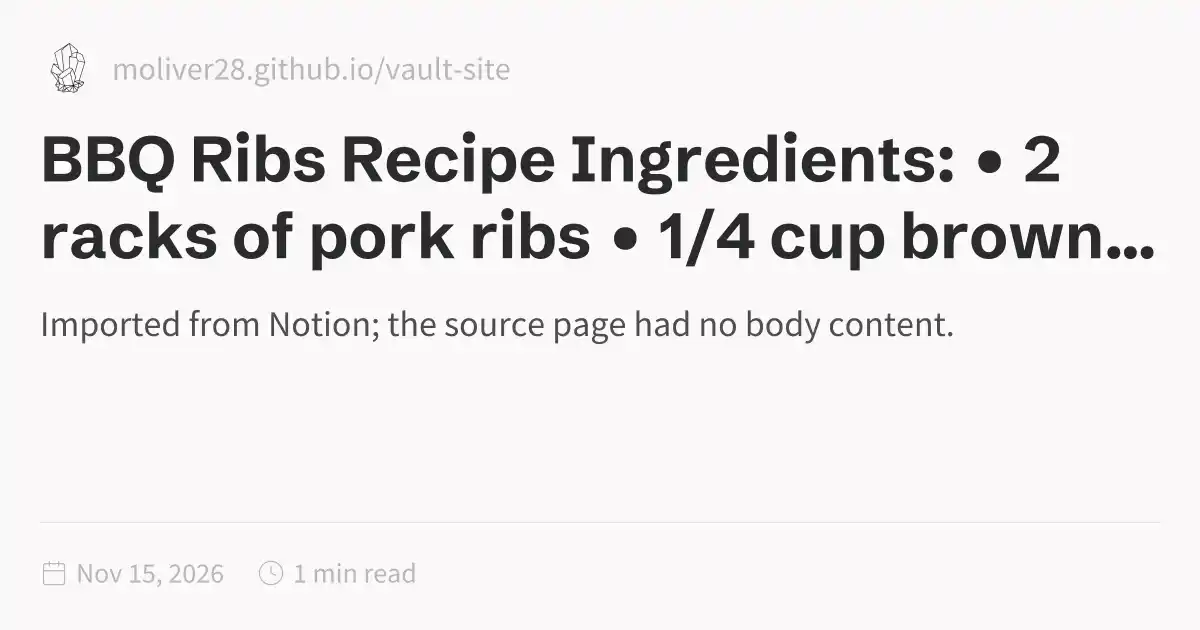 moliver28.github.io/vault-site
BBQ Ribs Recipe Ingredients: • 2
racks of pork ribs • 1/4 cup brown...
Imported from Notion; the source page had no body content.
Nov 15, 2026 1 min read